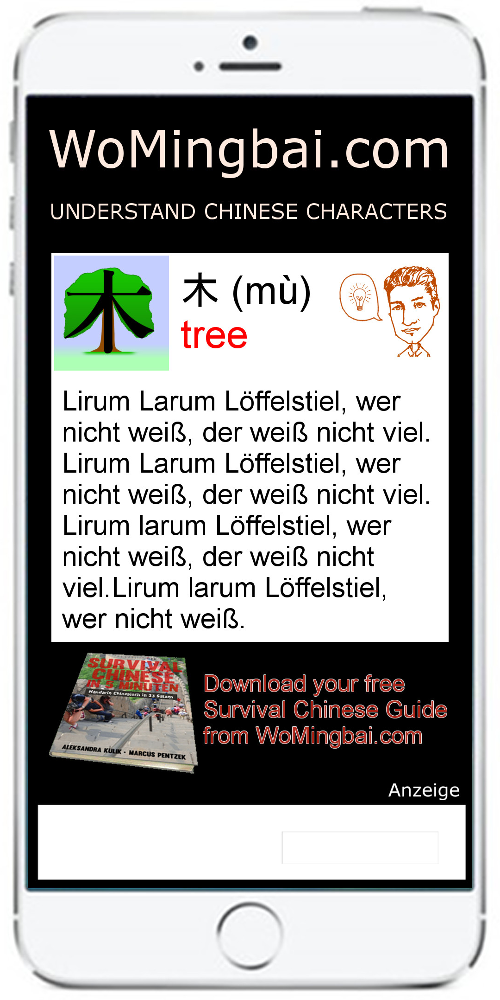 WoMingbai.com
UNDERSTAND CHINESE CHARACTERS
木
木 (mù)
tree
Lirum Larum Löffelstiel, wer
nicht weiß, der weiß nicht viel.
Lirum Larum Löffelstiel, wer
nicht weiß, der weiß nicht viel.
Lirum larum Löffelstiel, wer
nicht weiß, der weiß nicht
viel.Lirum larum Löffelstiel,
wer nicht weiß.
SURVIVAL
CHINESE
IN 5 MINUTEN
Mandarin Chinesisch in 33 Sätzen
ALEKSANDRA KULIK - MARCUS PENTZEK
Download your free
Survival Chinese Guide
from WoMingbai.com
Anzeige